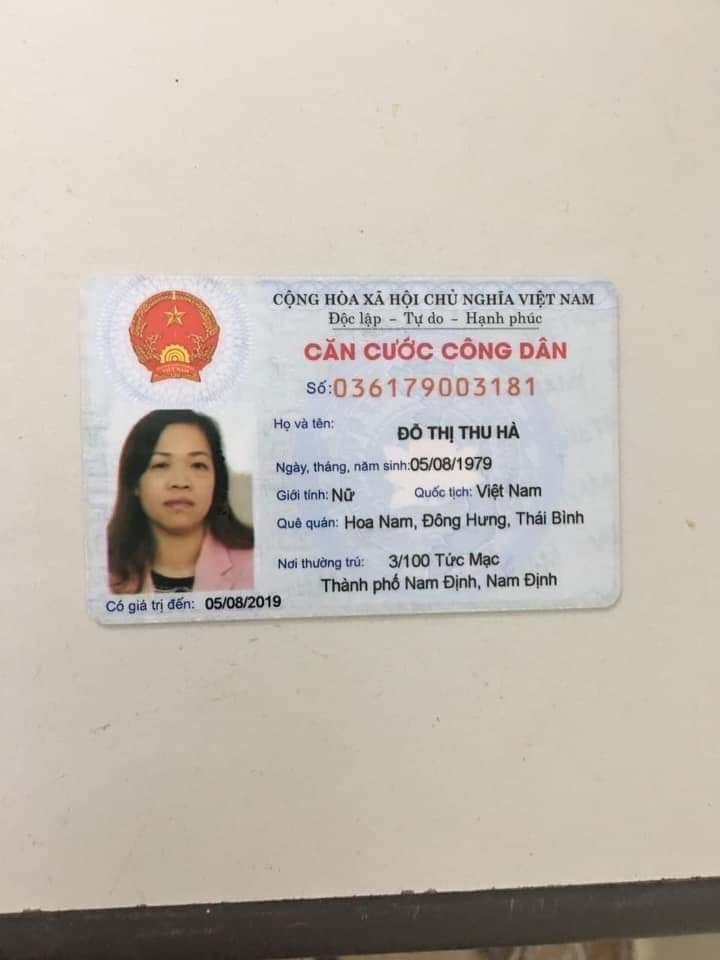 CỘNG HÒA XÃ HỘI CHỦ NGHĨA VIỆT NAM
Độc lập - Tự do - Hạnh phúc
CĂN CƯỚC CÔNG DÂN
Số: 036179003181
Họ và tên: ĐỖ THỊ THU HÀ
Ngày, tháng, năm sinh: 05/08/1979
Giới tính: Nữ Quốc tịch: Việt Nam
Quê quán: Hoa Nam, Đông Hưng, Thái Bình
Nơi thường trú: 3/100 Tức Mạc
Thành phố Nam Định, Nam Định
Có giá trị đến: 05/08/2019